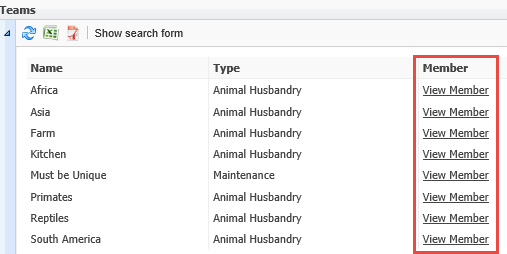 Teams
Show search form
Name Type Member
Africa Animal Husbandry View Member
Asia Animal Husbandry View Member
Farm Animal Husbandry View Member
Kitchen Animal Husbandry View Member
Must be Unique Maintenance View Member
Primates Animal Husbandry View Member
Reptiles Animal Husbandry View Member
South America Animal Husbandry View Member